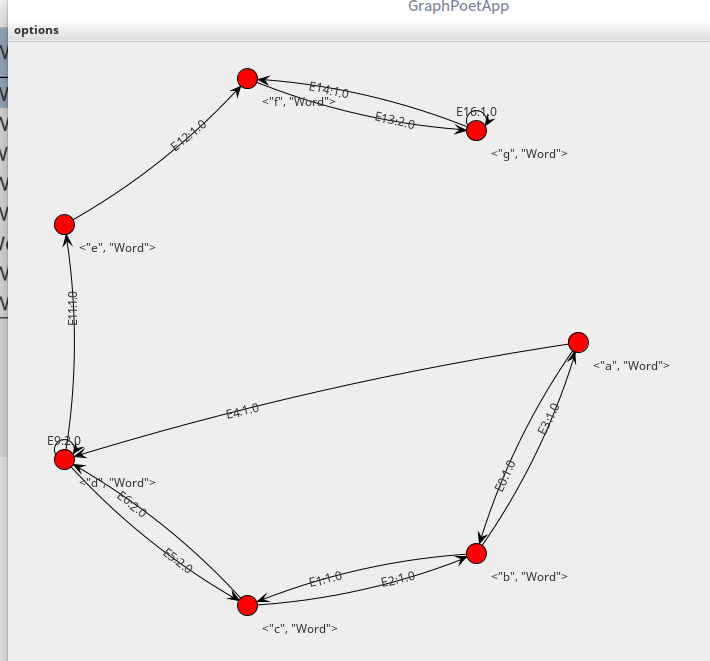 GraphPoetApp
options
E14:1.0
<"f", "Word">
E16:1.0
E13:2.0
E12:1.0
<"g", "Word">
<"e", "Word">
E11:1.0
<"a", "Word">
E4:1.0
E3:1.0
E9:2.0
E0:1.0
<"d", "Word">
E6:2.0
E5:2.0
E1:1.0
E2:1.0
<"b", "Word">
<"c", "Word">